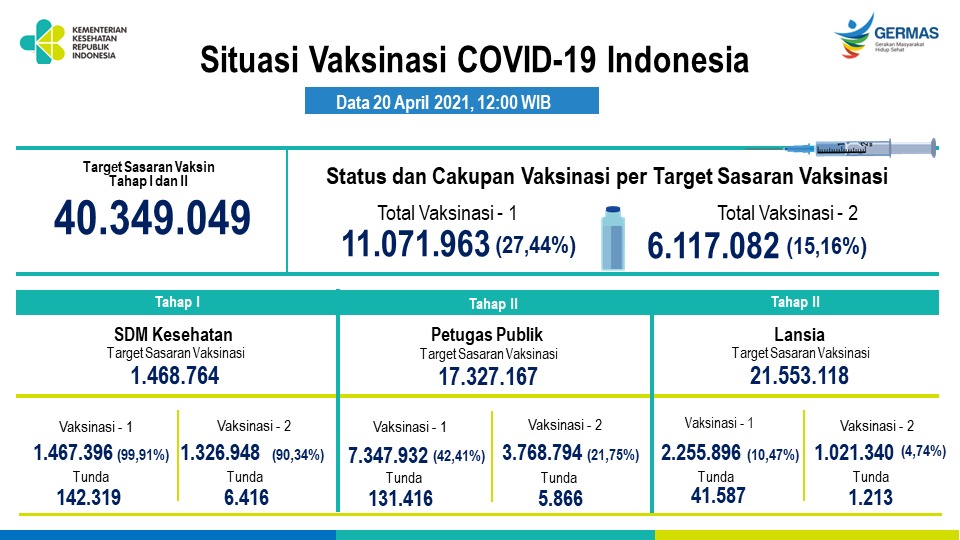 KEMENTERIAN
KESEHATAN
REPUBLIK
INDONESIA
GERMAS
Gerakan Masyarakat
Hidup Sehat
Situasi Vaksinasi COVID-19 Indonesia
Data 20 April 2021, 12:00 WIB
Target Sasaran Vaksin
Tahap I dan II
40.349.049
Status dan Cakupan Vaksinasi per Target Sasaran Vaksinasi
Total Vaksinasi - 1
11.071.963 (27,44%)
Total Vaksinasi - 2
6.117.082 (15,16%)
Tahap I
SDM Kesehatan
Target Sasaran Vaksinasi
1.468.764
Vaksinasi - 1
1.467.396 (99,91%)
Tunda
142.319
Vaksinasi - 2
1.326.948 (90,34%)
Tunda
6.416
Tahap II
Petugas Publik
Target Sasaran Vaksinasi
17.327.167
Vaksinasi - 1
7.347.932 (42,41%)
Tunda
131.416
Vaksinasi - 2
3.768.794 (21,75%)
Tunda
5.866
Tahap II
Lansia
Target Sasaran Vaksinasi
21.553.118
Vaksinasi - 1
2.255.896 (10,47%)
Tunda
41.587
Vaksinasi - 2
1.021.340 (4,74%)
Tunda
1.213